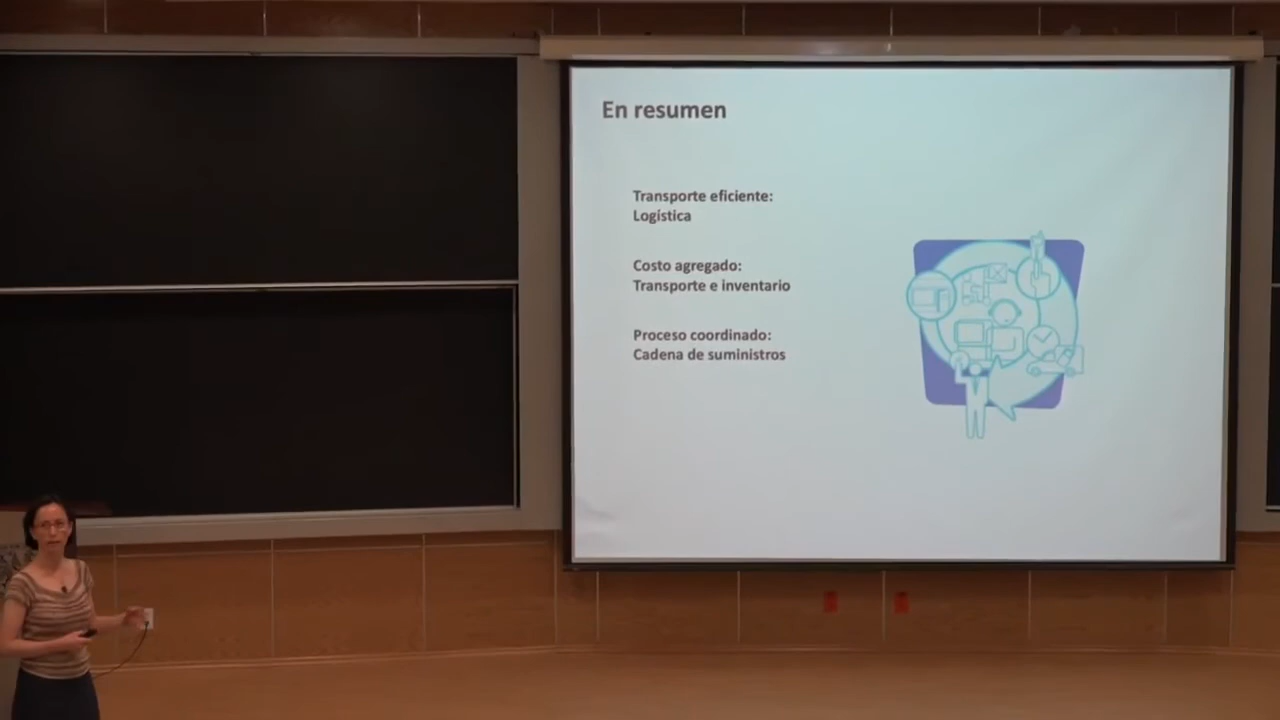 En resumen
Transporte eficiente:
Logística
Costo agregado:
Transporte e inventario
Proceso coordinado:
Cadena de suministros